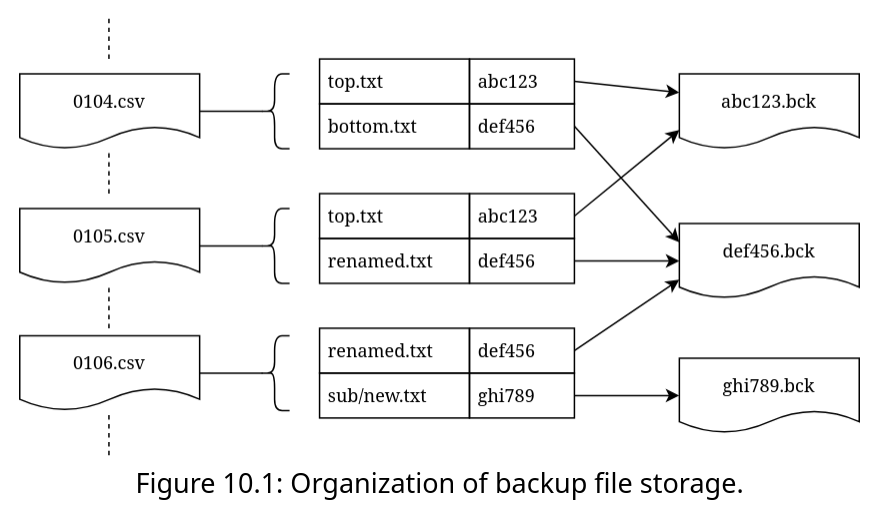 0104.csv
top.txt abc123
bottom.txt def456
abc123.bck
0105.csv
top.txt abc123
renamed.txt def456
def456.bck
0106.csv
renamed.txt def456
sub/new.txt ghi789
ghi789.bck
Figure 10.1: Organization of backup file storage.